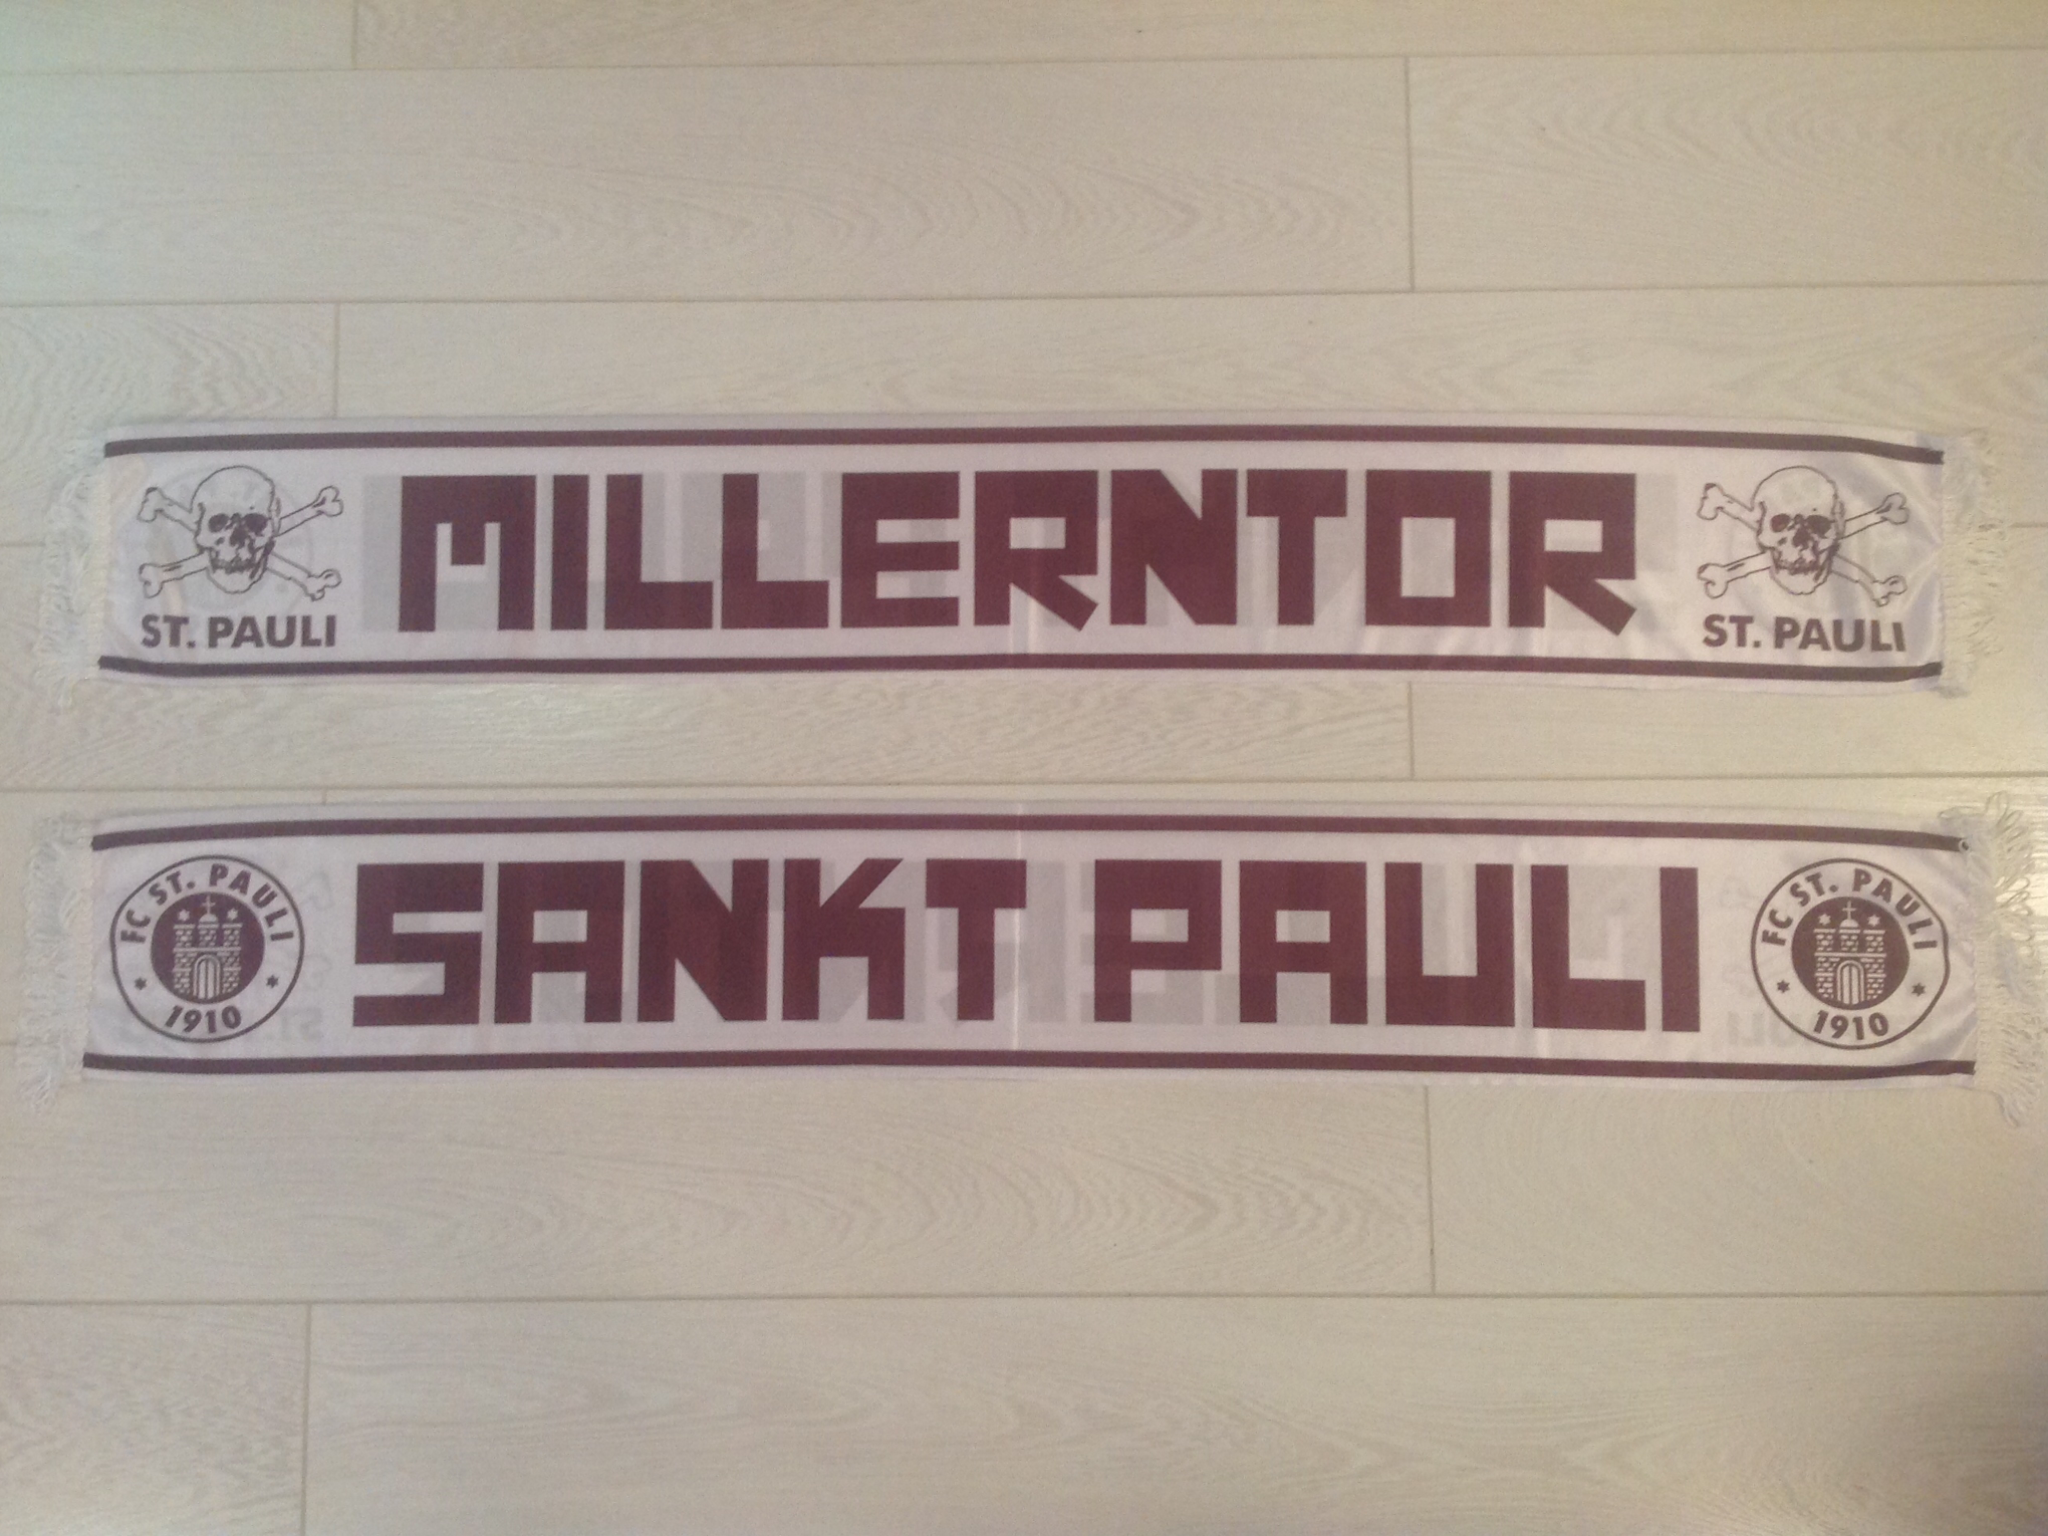 MILLERNTOR
ST. PAULI
ST. PAULI
SANKT PAULI
FC ST. PAULI
1910
FC ST. PAULI
1910